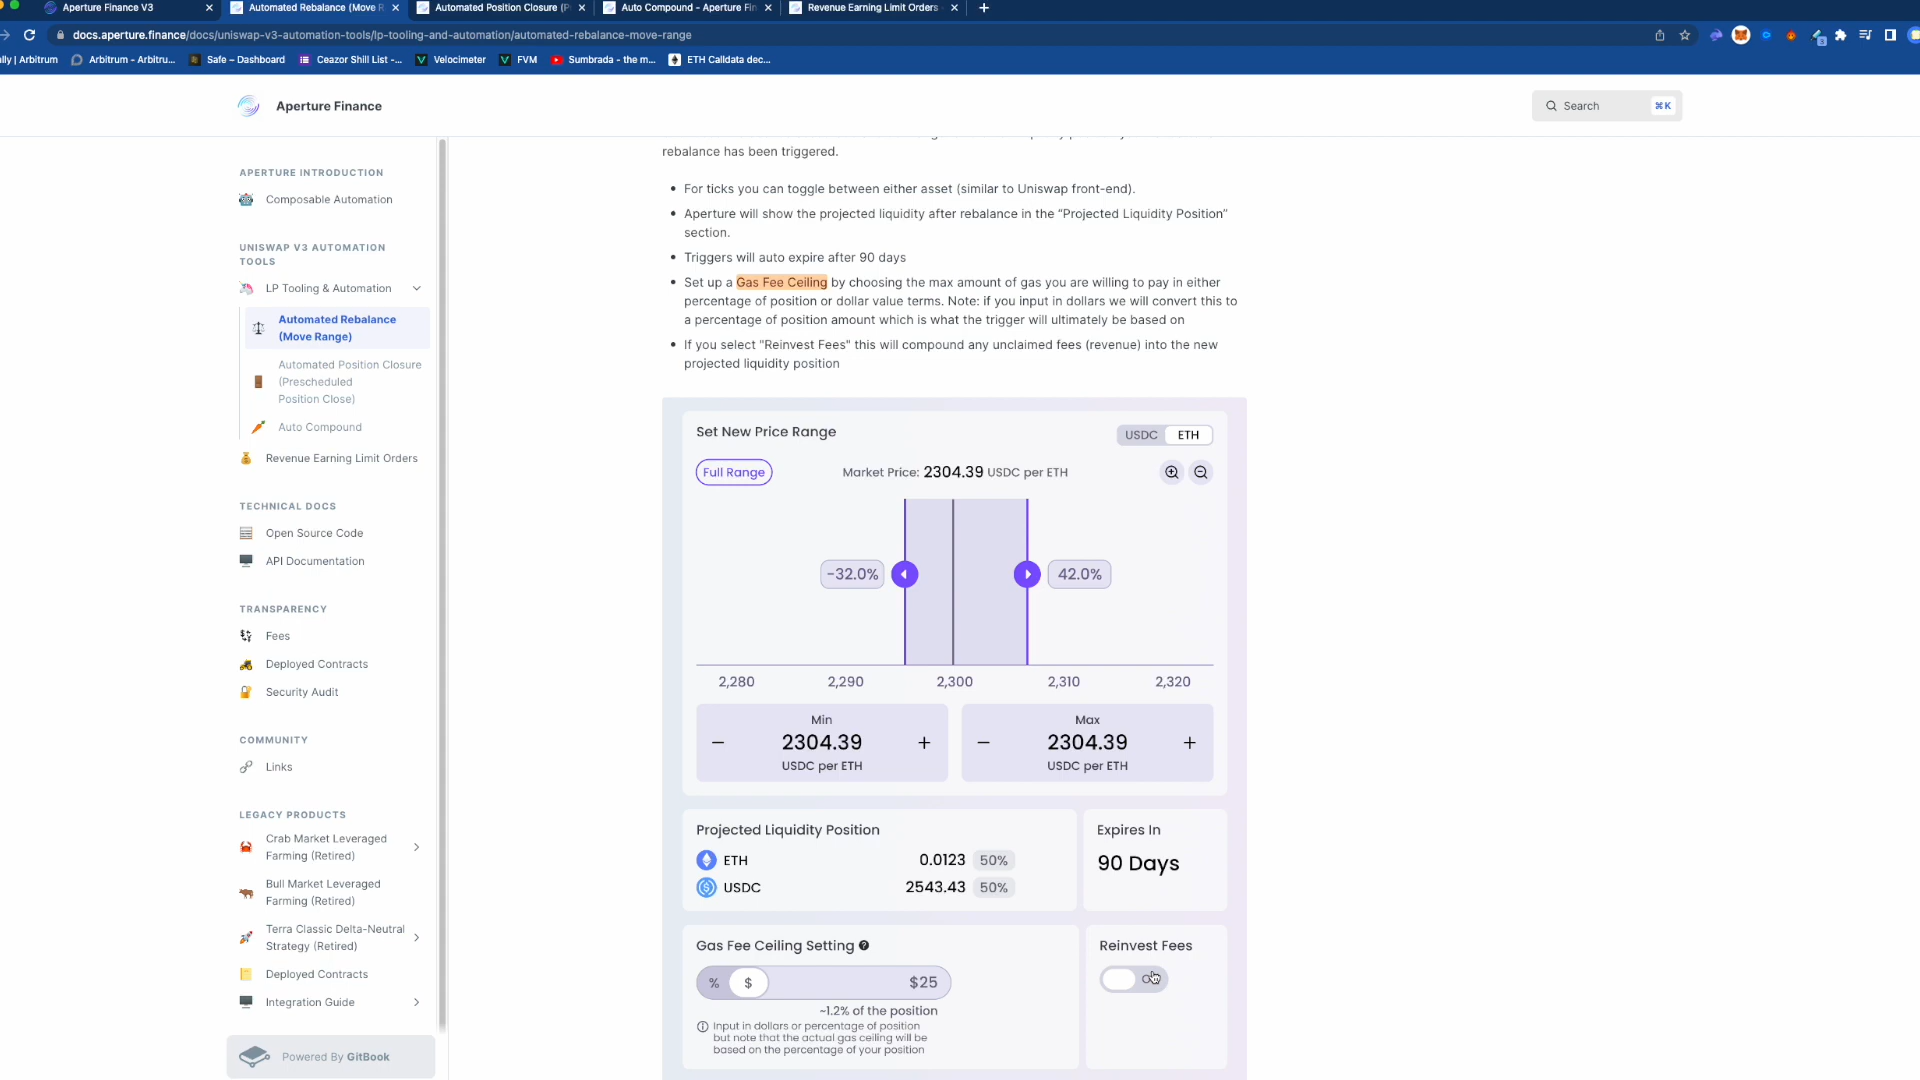 Aperture Finance V3
Automated Rebalance (Move R
Automated Position Closure (P
Auto Compound - Aperture Fin
Revenue Earning Limit Orders
docs.aperture.finance/docs/uniswap-v3-automation-tools/lp-tooling-and-automation/automated-rebalance-move-range
lly | Arbitrum
Arbitrum – Arbitru...
Safe – Dashboard
Ceazor Shill List -...
Velocimeter
FVM
Sumbrada - the m...
ETH Calldata dec...
Aperture Finance
Search
⌘K
APERTURE INTRODUCTION
Composable Automation
UNISWAP V3 AUTOMATION
TOOLS
LP Tooling & Automation
Automated Rebalance
(Move Range)
Automated Position Closure
(Prescheduled
Position Close)
Auto Compound
Revenue Earning Limit Orders
TECHNICAL DOCS
Open Source Code
API Documentation
TRANSPARENCY
Fees
Deployed Contracts
Security Audit
COMMUNITY
Links
LEGACY PRODUCTS
Crab Market Leveraged
Farming (Retired)
Bull Market Leveraged
Farming (Retired)
Terra Classic Delta-Neutral
Strategy (Retired)
Deployed Contracts
Integration Guide
Powered By GitBook
rebalance has been triggered.
• For ticks you can toggle between either asset (similar to Uniswap front-end).
• Aperture will show the projected liquidity after rebalance in the “Projected Liquidity Position”
section.
• Triggers will auto expire after 90 days
• Set up a Gas Fee Ceiling by choosing the max amount of gas you are willing to pay in either
percentage of position or dollar value terms. Note: if you input in dollars we will convert this to
a percentage of position amount which is what the trigger will ultimately be based on
• If you select "Reinvest Fees" this will compound any unclaimed fees (revenue) into the new
projected liquidity position
Set New Price Range
USDC ETH
Full Range
Market Price: 2304.39 USDC per ETH
-32.0%
42.0%
2,280 2,290 2,300 2,310 2,320
Min
− 2304.39 +
USDC per ETH
Max
− 2304.39 +
USDC per ETH
Projected Liquidity Position
ETH 0.0123 50%
USDC 2543.43 50%
Expires In
90 Days
Gas Fee Ceiling Setting
% $ $25
~1.2% of the position
Input in dollars or percentage of position
but note that the actual gas ceiling will be
based on the percentage of your position
Reinvest Fees